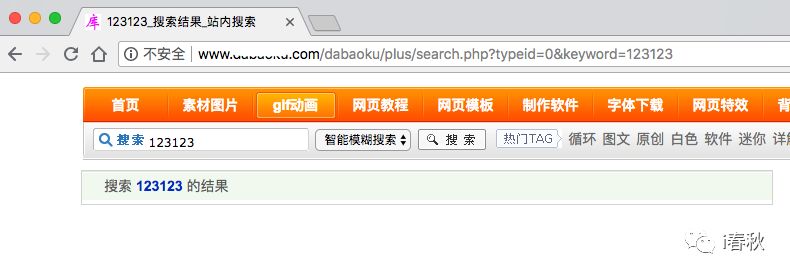 123123_搜索结果_站内搜索
不安全 www.dabaoku.com/dabaoku/plus/search.php?typeid=0&keyword=123123
首页 素材图片 gif动画 网页教程 网页模板 制作软件 字体下载 网页特效
搜索 123123 智能模糊搜索 搜 索 热门TAG 循环 图文 原创 白色 软件 迷你
搜索 123123 的结果
i春秋